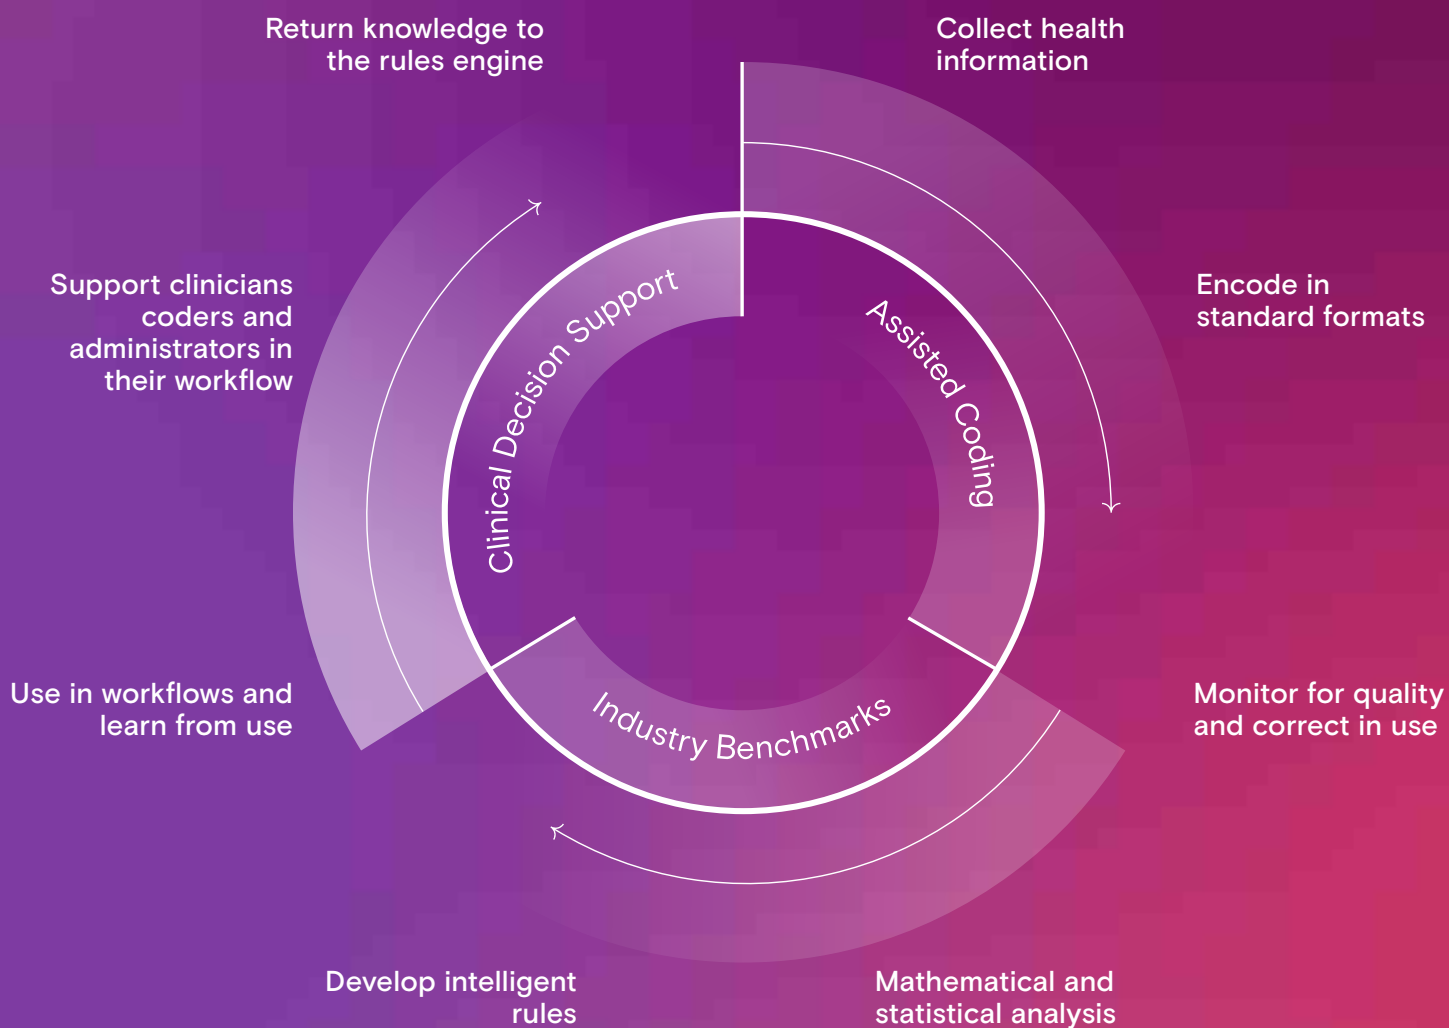 Return knowledge to
the rules engine
Collect health
information
Support clinicians
coders and
administrators in
their workflow
Encode in
standard formats
Clinical Decision Support
Assisted Coding
Industry Benchmarks
Use in workflows and
learn from use
Monitor for quality
and correct in use
Develop intelligent
rules
Mathematical and
statistical analysis